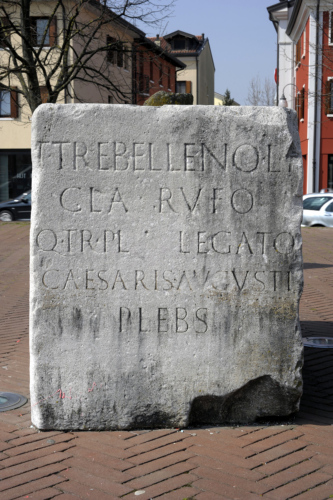 T TREBELLENO L F
CLA RVFO
Q · TR · PL LEGATO
CAESARIS AVGVSTI
PLEBS